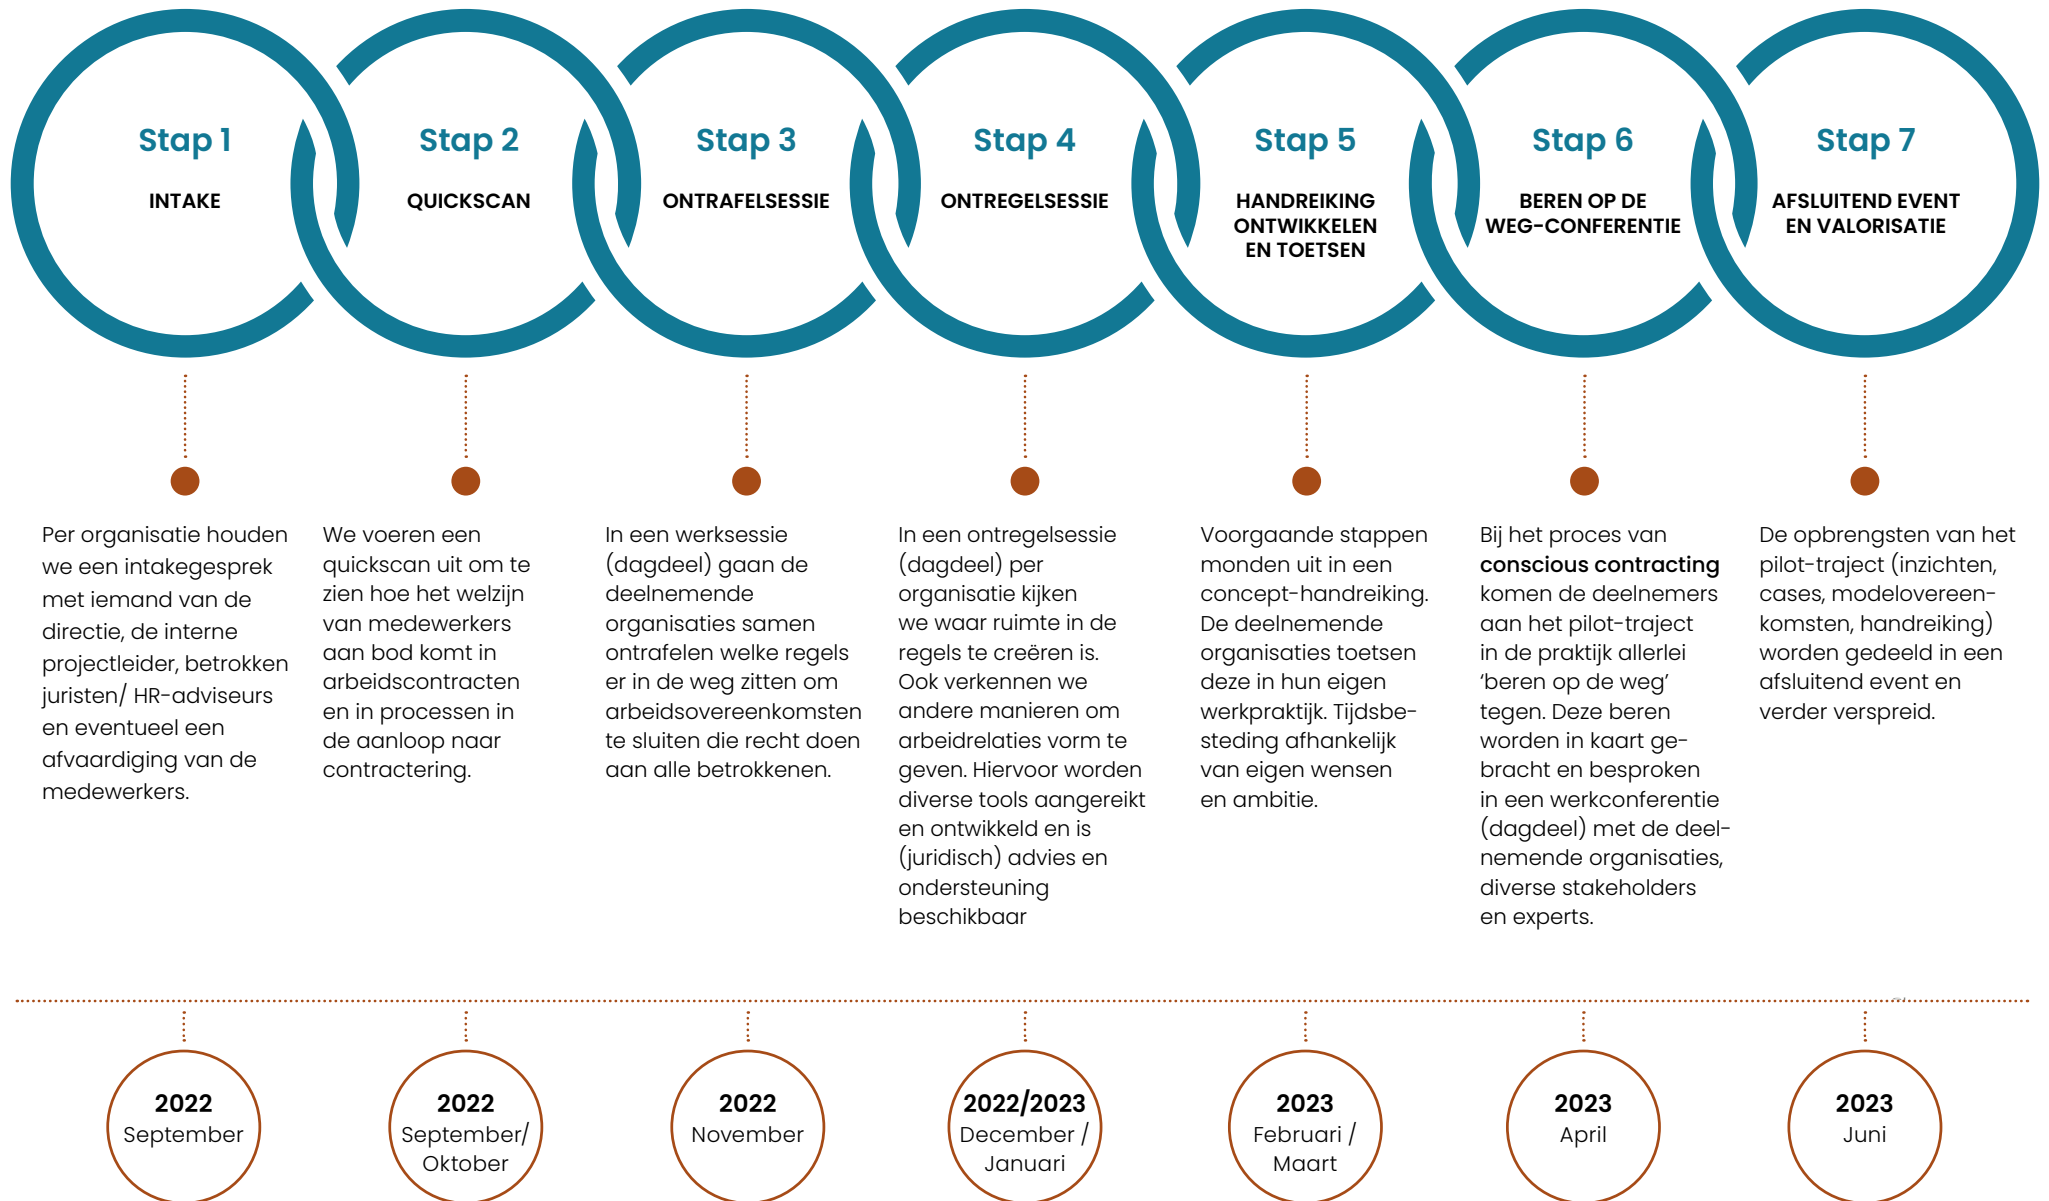 Stap 1
INTAKE
Stap 2
QUICKSCAN
Stap 3
ONTRAFELSESSIE
Stap 4
ONTREGELSESSIE
Stap 5
HANDREIKING
ONTWIKKELEN
EN TOETSEN
Stap 6
BEREN OP DE
WEG-CONFERENTIE
Stap 7
AFSLUITEND EVENT
EN VALORISATIE
Per organisatie houden
we een intakegesprek
met iemand van de
directie, de interne
projectleider, betrokken
juristen/ HR-adviseurs
en eventueel een
afvaardiging van de
medewerkers.
We voeren een
quickscan uit om te
zien hoe het welzijn
van medewerkers
aan bod komt in
arbeidscontracten
en in processen in
de aanloop naar
contractering.
In een werksessie
(dagdeel) gaan de
deelnemende
organisaties samen
ontrafelen welke regels
er in de weg zitten om
arbeidsovereenkomsten
te sluiten die recht doen
aan alle betrokkenen.
In een ontregelsessie
(dagdeel) per
organisatie kijken
we waar ruimte in de
regels te creëren is.
Ook verkennen we
andere manieren om
arbeidrelaties vorm te
geven. Hiervoor worden
diverse tools aangereikt
en ontwikkeld en is
(juridisch) advies en
ondersteuning
beschikbaar
Voorgaande stappen
monden uit in een
concept-handreiking.
De deelnemende
organisaties toetsen
deze in hun eigen
werkpraktijk. Tijdsbe-
steding afhankelijk
van eigen wensen
en ambitie.
Bij het proces van
conscious contracting
komen de deelnemers
aan het pilot-traject
in de praktijk allerlei
‘beren op de weg’
tegen. Deze beren
worden in kaart ge-
bracht en besproken
in een werkconferentie
(dagdeel) met de deel-
nemende organisaties,
diverse stakeholders
en experts.
De opbrengsten van het
pilot-traject (inzichten,
cases, modelovereen-
komsten, handreiking)
worden gedeeld in een
afsluitend event en
verder verspreid.
2022
September
2022
September/
Oktober
2022
November
2022/2023
December /
Januari
2023
Februari /
Maart
2023
April
2023
Juni